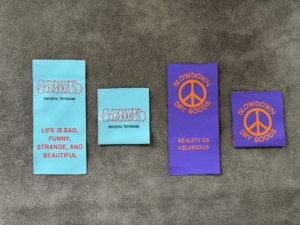 Memphis, Tennessee
LIFE IS SAD,
FUNNY,
STRANGE, AND
BEAUTIFUL
Memphis, Tennessee
SLOWDOWN
DRY GOODS
REALITY IS
HILARIOUS
SLOWDOWN
DRY GOODS